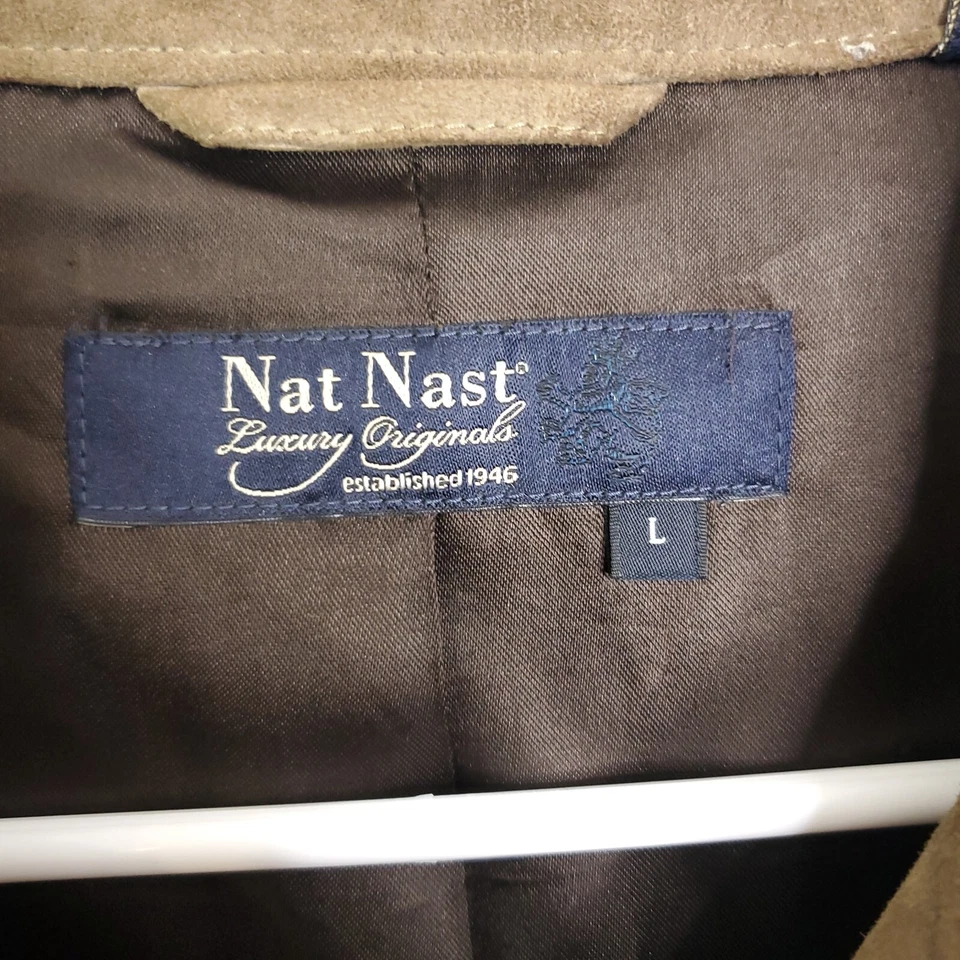 Nat Nast®
Luxury Originals
established 1946
L